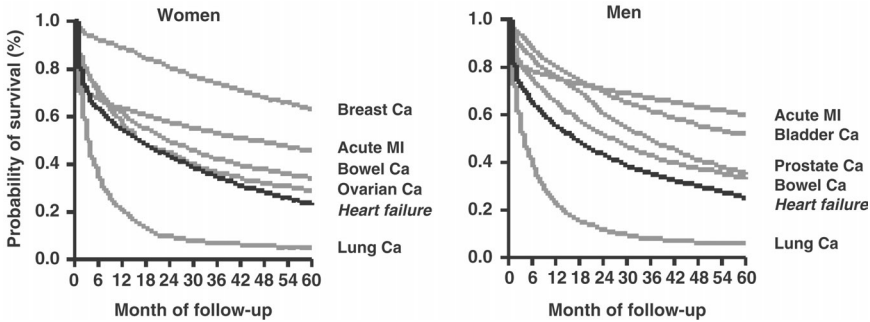 Women
Probability of survival (%)
1.0
0.8
0.6
0.4
0.2
0.0
0 6 12 18 24 30 36 42 48 54 60
Month of follow-up
Breast Ca
Acute MI
Bowel Ca
Ovarian Ca
Heart failure
Lung Ca
Men
1.0
0.8
0.6
0.4
0.2
0.0
0 6 12 18 24 30 36 42 48 54 60
Month of follow-up
Acute MI
Bladder Ca
Prostate Ca
Bowel Ca
Heart failure
Lung Ca